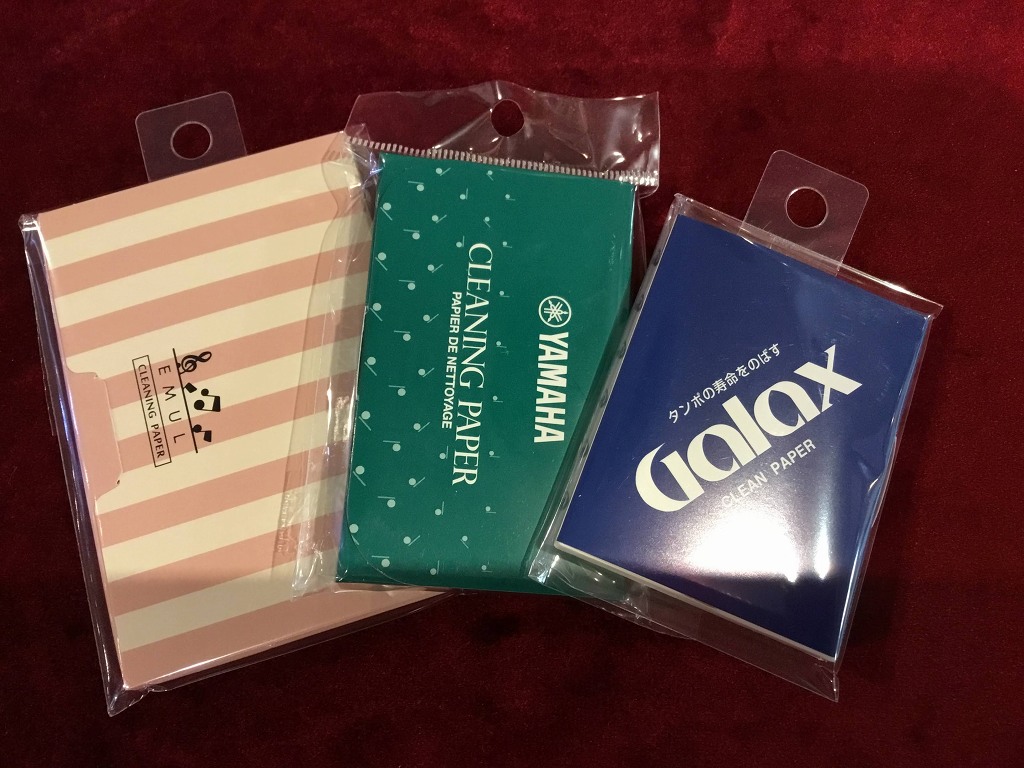 EMUL
CLEANING PAPER
YAMAHA
CLEANING PAPER
PAPIER DE NETTOYAGE
タンポの寿命をのばす
Galax
CLEAN PAPER